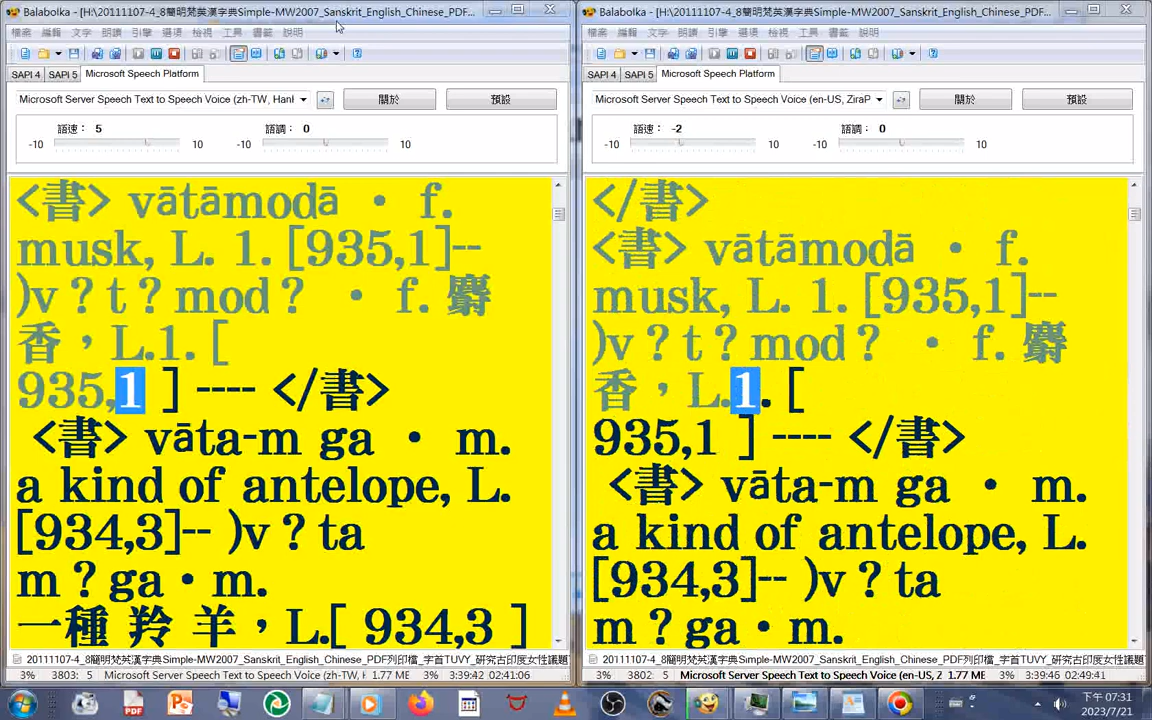 Balabolka - [H:\20111107-4_8簡明梵英漢字典Simple-MW2007_Sanskrit_English_Chinese_PDF...
檔案 編輯 文字 朗讀 引擎 選項 檢視 工具 書籤 說明
SAPI 4 SAPI 5 Microsoft Speech Platform
Microsoft Server Speech Text to Speech Voice (zh-TW, Hanl 關於 預設
語速： 5 語調： 0
-10 10 -10 10
<書> vātāmodā • f.
musk, L. 1. [935,1]--
)v？t？mod？ • f. 麝
香，L.1. [
935,1 ] ---- </書>
<書> vāta-m ga • m.
a kind of antelope, L.
[934,3]-- )v？ta
m？ga•m.
一種 羚 羊，L.[ 934,3 ]
20111107-4_8簡明梵英漢字典Simple-MW2007_Sanskrit_English_Chinese_PDF列印檔_字首TUVY_研究古印度女性議題
3% 3803: 5 Microsoft Speech Text to Speech Voice (zh-TW, H 1.77 MB 3% 3:39:42 02:41:06
Balabolka - [H:\20111107-4_8簡明梵英漢字典Simple-MW2007_Sanskrit_English_Chinese_PDF...
檔案 編輯 文字 朗讀 引擎 選項 檢視 工具 書籤 說明
SAPI 4 SAPI 5 Microsoft Speech Platform
Microsoft Server Speech Text to Speech Voice (en-US, ZiraP 關於 預設
語速： -2 語調： 0
-10 10 -10 10
</書>
<書> vātāmodā • f.
musk, L. 1. [935,1]--
)v？t？mod？ • f. 麝
香，L.1. [
935,1 ] ---- </書>
<書> vāta-m ga • m.
a kind of antelope, L.
[934,3]-- )v？ta
m？ga•m.
20111107-4_8簡明梵英漢字典Simple-MW2007_Sanskrit_English_Chinese_PDF列印檔_字首TUVY_研究古印度女性議題
3% 3802: 5 Microsoft Server Speech Text to Speech Voice (en-US, Z 1.77 MB 3% 3:39:46 02:49:41
下午 07:31
2023/7/21